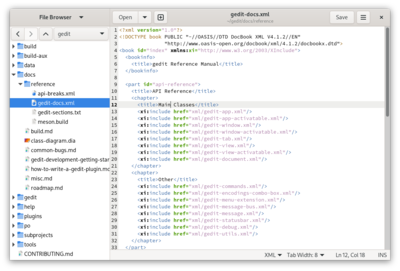 File Browser
Open
gedit-docs.xml
~/gedit/docs/reference
Save
gedit
build
build-aux
data
docs
reference
api-breaks.xml
gedit-docs.xml
gedit-sections.txt
meson.build
build.md
class-diagram.dia
common-bugs.md
gedit-development-getting-star
how-to-write-a-gedit-plugin.mc
misc.md
roadmap.md
gedit
help
plugins
po
subprojects
tools
CONTRIBUTING.md
1 <?xml version="1.0"?>
2 <!DOCTYPE book PUBLIC "-//OASIS//DTD DocBook XML V4.1.2//EN"
3 "http://www.oasis-open.org/docbook/xml/4.1.2/docbookx.dtd">
4 <book id="index" xmlns:xi="http://www.w3.org/2003/XInclude">
5 <bookinfo>
6 <title>gedit Reference Manual</title>
7 </bookinfo>
8
9 <part id="api-reference">
10 <title>API Reference</title>
11 <chapter>
12 <title>Main Classes</title>
13 <xi:include href="xml/gedit-app.xml"/>
14 <xi:include href="xml/gedit-app-activatable.xml"/>
15 <xi:include href="xml/gedit-window.xml"/>
16 <xi:include href="xml/gedit-window-activatable.xml"/>
17 <xi:include href="xml/gedit-tab.xml"/>
18 <xi:include href="xml/gedit-view.xml"/>
19 <xi:include href="xml/gedit-view-activatable.xml"/>
20 <xi:include href="xml/gedit-document.xml"/>
21 </chapter>
22 <chapter>
23 <title>Other</title>
24 <xi:include href="xml/gedit-commands.xml"/>
25 <xi:include href="xml/gedit-encodings-combo-box.xml"/>
26 <xi:include href="xml/gedit-menu-extension.xml"/>
27 <xi:include href="xml/gedit-message-bus.xml"/>
28 <xi:include href="xml/gedit-message.xml"/>
29 <xi:include href="xml/gedit-statusbar.xml"/>
30 <xi:include href="xml/gedit-debug.xml"/>
31 <xi:include href="xml/gedit-utils.xml"/>
32 </chapter>
33 </part>
XML
Tab Width: 8
Ln 12, Col 18
INS